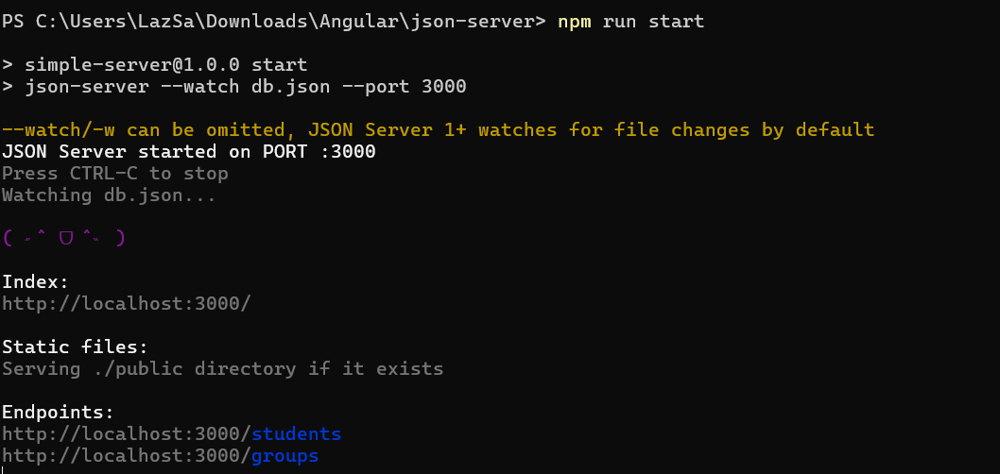 PS C:\Users\LazSa\Downloads\Angular\json-server> npm run start
> simple-server@1.0.0 start
> json-server --watch db.json --port 3000
--watch/-w can be omitted, JSON Server 1+ watches for file changes by default
JSON Server started on PORT :3000
Press CTRL-C to stop
Watching db.json...
( ˶ˆ ᗜ ˆ˵ )
Index:
http://localhost:3000/
Static files:
Serving ./public directory if it exists
Endpoints:
http://localhost:3000/students
http://localhost:3000/groups